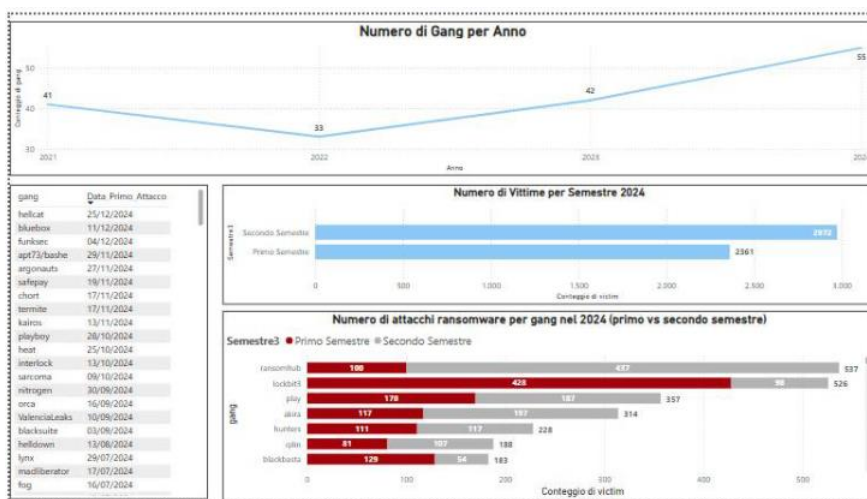 Numero di Gang per Anno
Conteggio di gang
50
40
30
41
33
42
55
2021
2022
2023
Anno
gang Data_Primo_Attacco
hellcat 25/12/2024
bluebox 11/12/2024
funksec 04/12/2024
apt73/bashe 29/11/2024
argonauts 27/11/2024
safepay 19/11/2024
chort 17/11/2024
termite 17/11/2024
kairos 13/11/2024
playboy 28/10/2024
heat 25/10/2024
interlock 13/10/2024
sarcoma 09/10/2024
nitrogen 30/09/2024
orca 16/09/2024
ValenciaLeaks 10/09/2024
blacksuite 03/09/2024
helldown 13/08/2024
lynx 29/07/2024
madliberator 17/07/2024
fog 16/07/2024
Numero di Vittime per Semestre 2024
Semestre3
Secondo Semestre 2972
Primo Semestre 2361
0 500 1.000 1.500 2.000 2.500 3.000
Conteggio di victim
Numero di attacchi ransomware per gang nel 2024 (primo vs secondo semestre)
Semestre3 Primo Semestre Secondo Semestre
gang
ransomhub 100 437 537
lockbit3 428 98 526
play 170 187 357
akira 117 197 314
hunters 111 117 228
qilin 81 107 188
blackbasta 129 54 183
0 100 200 300 400 500
Conteggio di victim